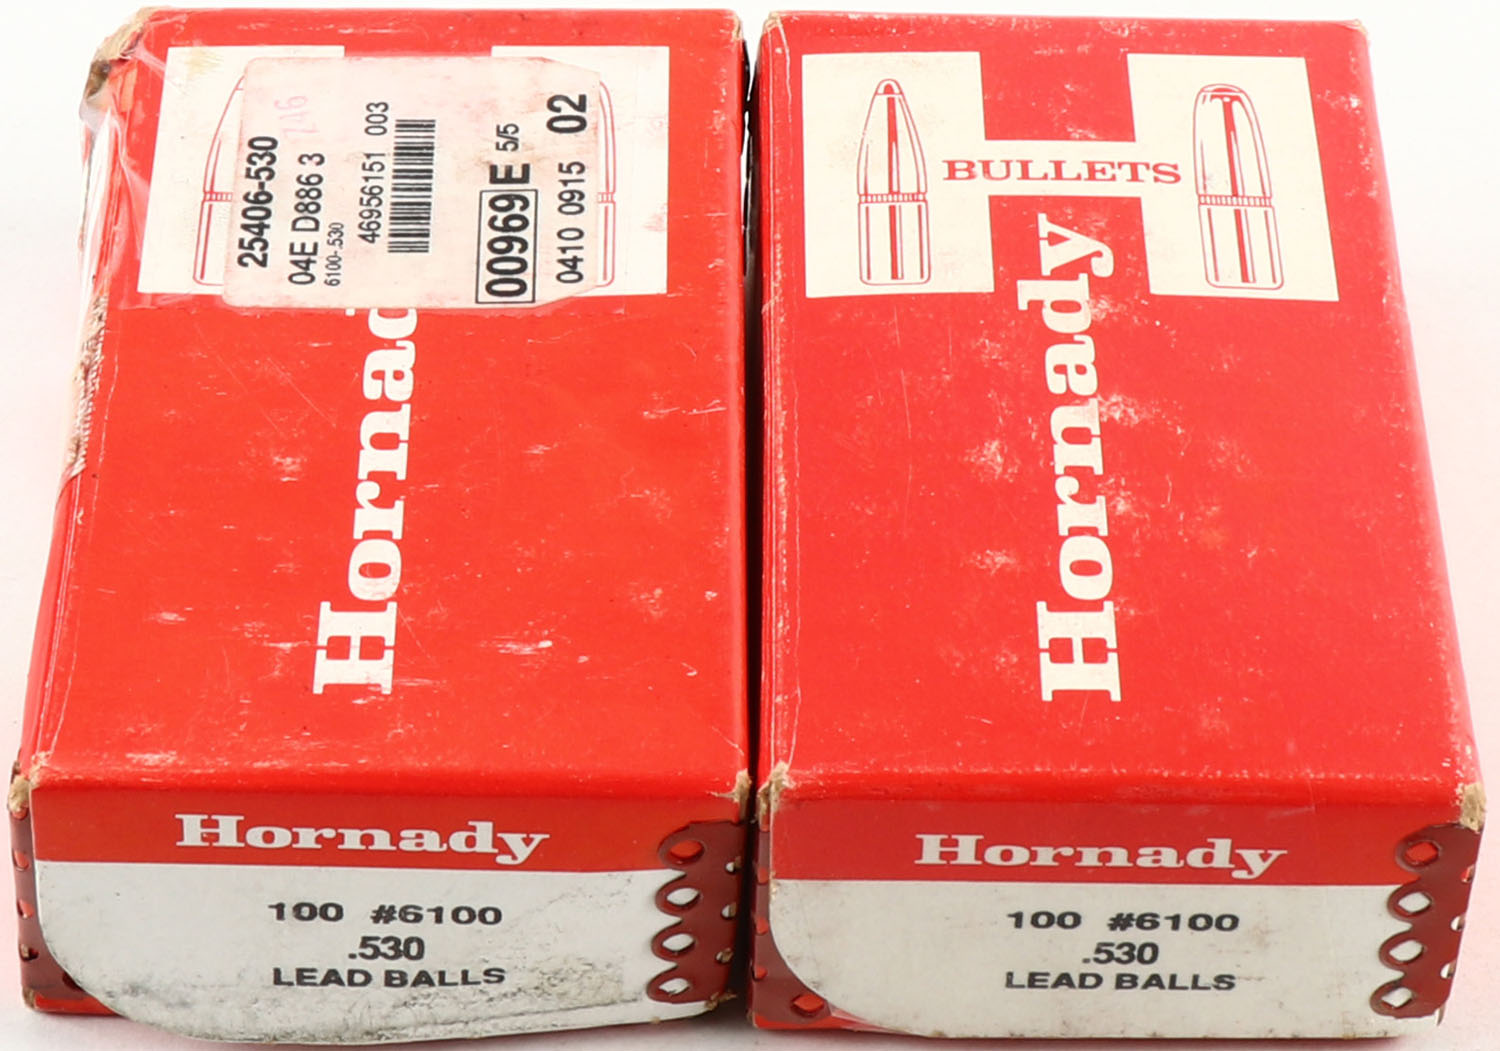 25406-530
04E D886 3
6100-.530
46956151 003
00969 E 5/5
0410 0915 02
246
Hornad
Hornady
100 #6100
.530
LEAD BALLS
BULLETS
Hornady
Hornady
100 #6100
.530
LEAD BALLS